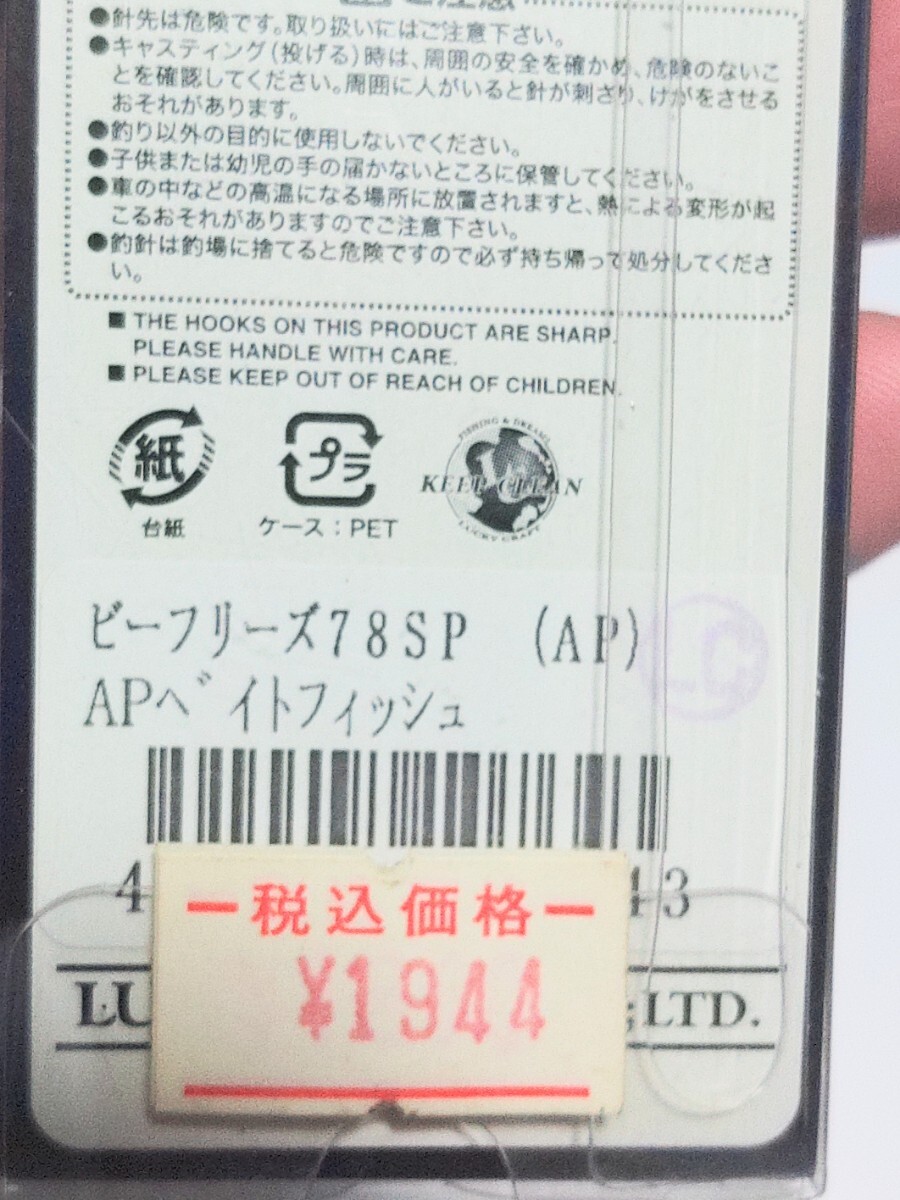 ●針先は危険です。取り扱いにはご注意下さい。
●キャスティング(投げる)時は、周囲の安全を確かめ、危険のないこ
とを確認してください。周囲に人がいると針が刺さり、けがをさせる
おそれがあります。
●釣り以外の目的に使用しないでください。
●子供または幼児の手の届かないところに保管してください。
●車の中などの高温になる場所に放置されますと、熱による変形が起
こるおそれがありますのでご注意下さい。
●釣針は釣場に捨てると危険ですので必ず持ち帰って処分してくださ
い。
■ THE HOOKS ON THIS PRODUCT ARE SHARP.
PLEASE HANDLE WITH CARE.
■ PLEASE KEEP OUT OF REACH OF CHILDREN.
紙
台紙
プラ
ケース:PET
FISHING & DREAMS
KEEP CLEAN
LUCKY CRAFT
ビーフリーズ78SP (AP)
LC
APベイトフィッシュ
4 43
税込価格
¥1944
LU LTD.